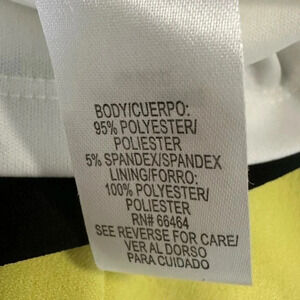 BODY/CUERPO:
95% POLYESTER/
POLIESTER
5% SPANDEX/SPANDEX
LINING/FORRO:
100% POLYESTER/
POLIESTER
RN# 66464
SEE REVERSE FOR CARE/
VER AL DORSO
PARA CUIDADO